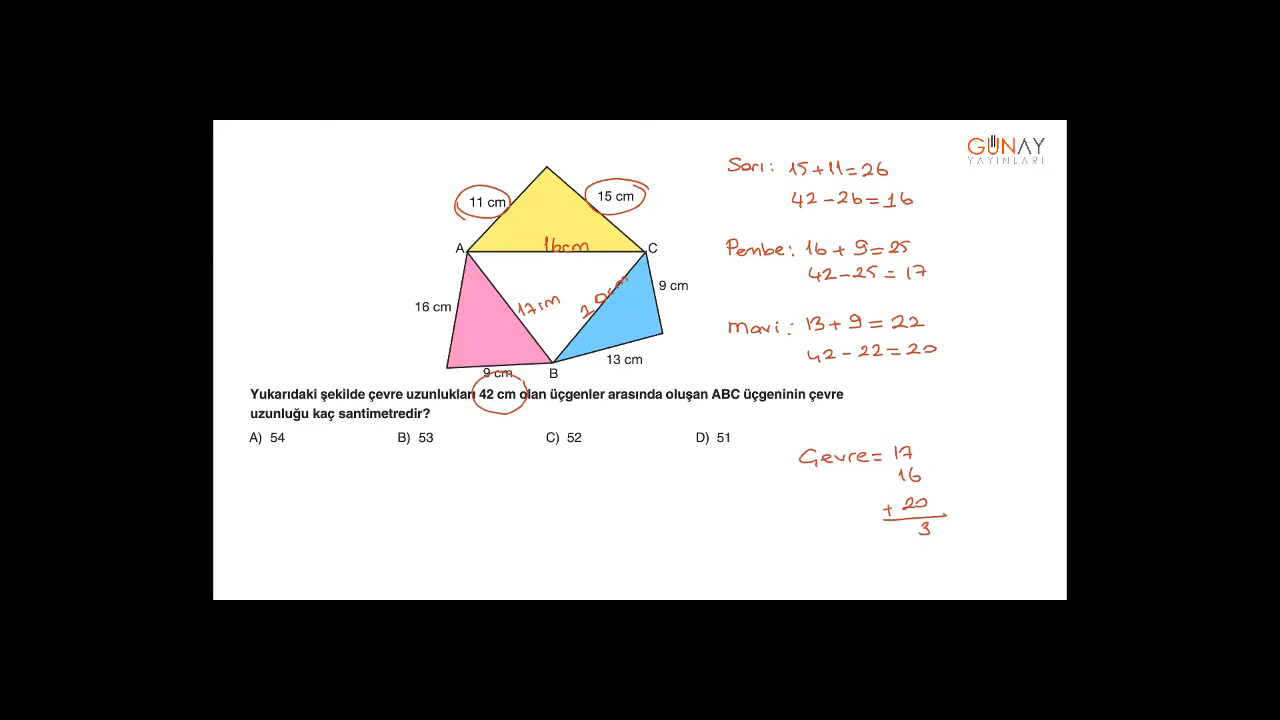 GÜNAY
YAYINLARI
11 cm
15 cm
A
16cm
C
16 cm
17cm
20cm
9 cm
9 cm
B
13 cm
Sarı: 15+11=26
42-26=16
Pembe: 16+9=25
42-25=17
Mavi: 13+9=22
42-22=20
Yukarıdaki şekilde çevre uzunlukları 42 cm olan üçgenler arasında oluşan ABC üçgeninin çevre
uzunluğu kaç santimetredir?
A) 54 B) 53 C) 52 D) 51
Çevre= 17
16
+ 20
3